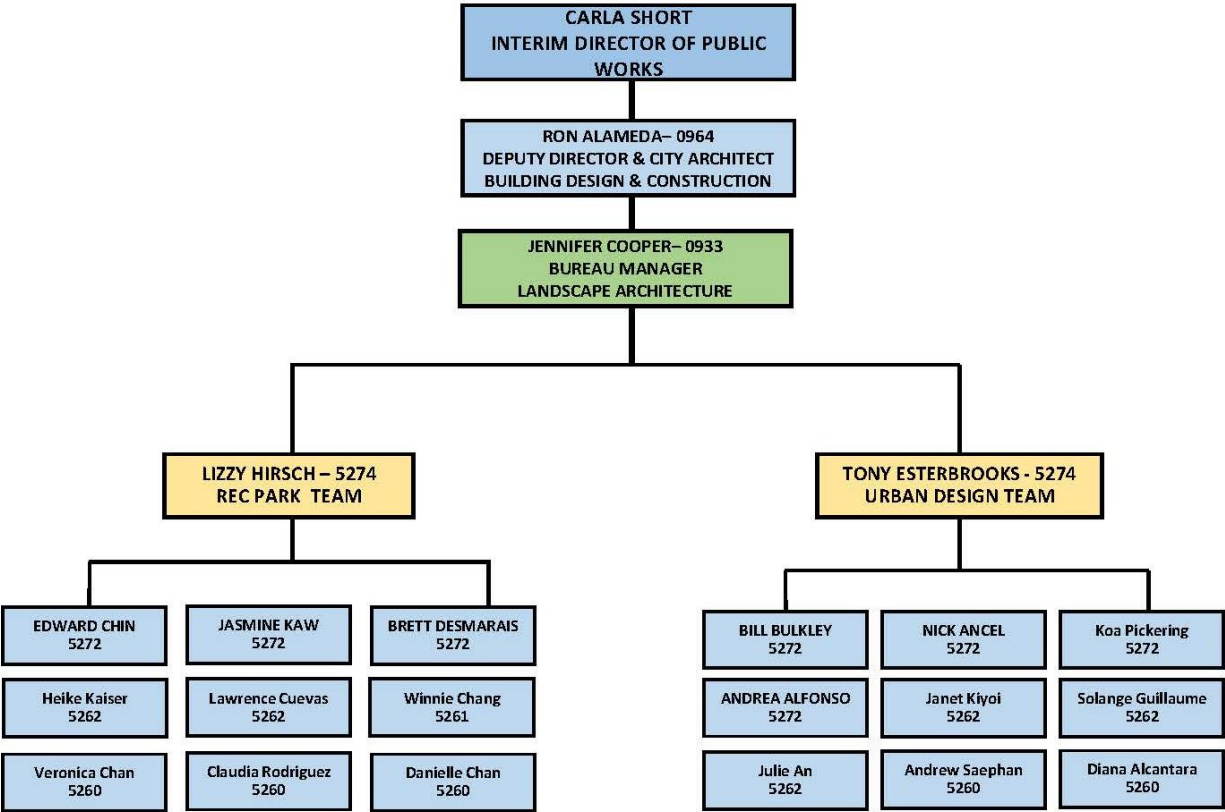 CARLA SHORT
INTERIM DIRECTOR OF PUBLIC
WORKS
RON ALAMEDA– 0964
DEPUTY DIRECTOR & CITY ARCHITECT
BUILDING DESIGN & CONSTRUCTION
JENNIFER COOPER– 0933
BUREAU MANAGER
LANDSCAPE ARCHITECTURE
LIZZY HIRSCH – 5274
REC PARK TEAM
TONY ESTERBROOKS - 5274
URBAN DESIGN TEAM
EDWARD CHIN
5272
JASMINE KAW
5272
BRETT DESMARAIS
5272
BILL BULKLEY
5272
NICK ANCEL
5272
Koa Pickering
5272
Heike Kaiser
5262
Lawrence Cuevas
5262
Winnie Chang
5261
ANDREA ALFONSO
5272
Janet Kiyoi
5262
Solange Guillaume
5262
Veronica Chan
5260
Claudia Rodriguez
5260
Danielle Chan
5260
Julie An
5262
Andrew Saephan
5260
Diana Alcantara
5260